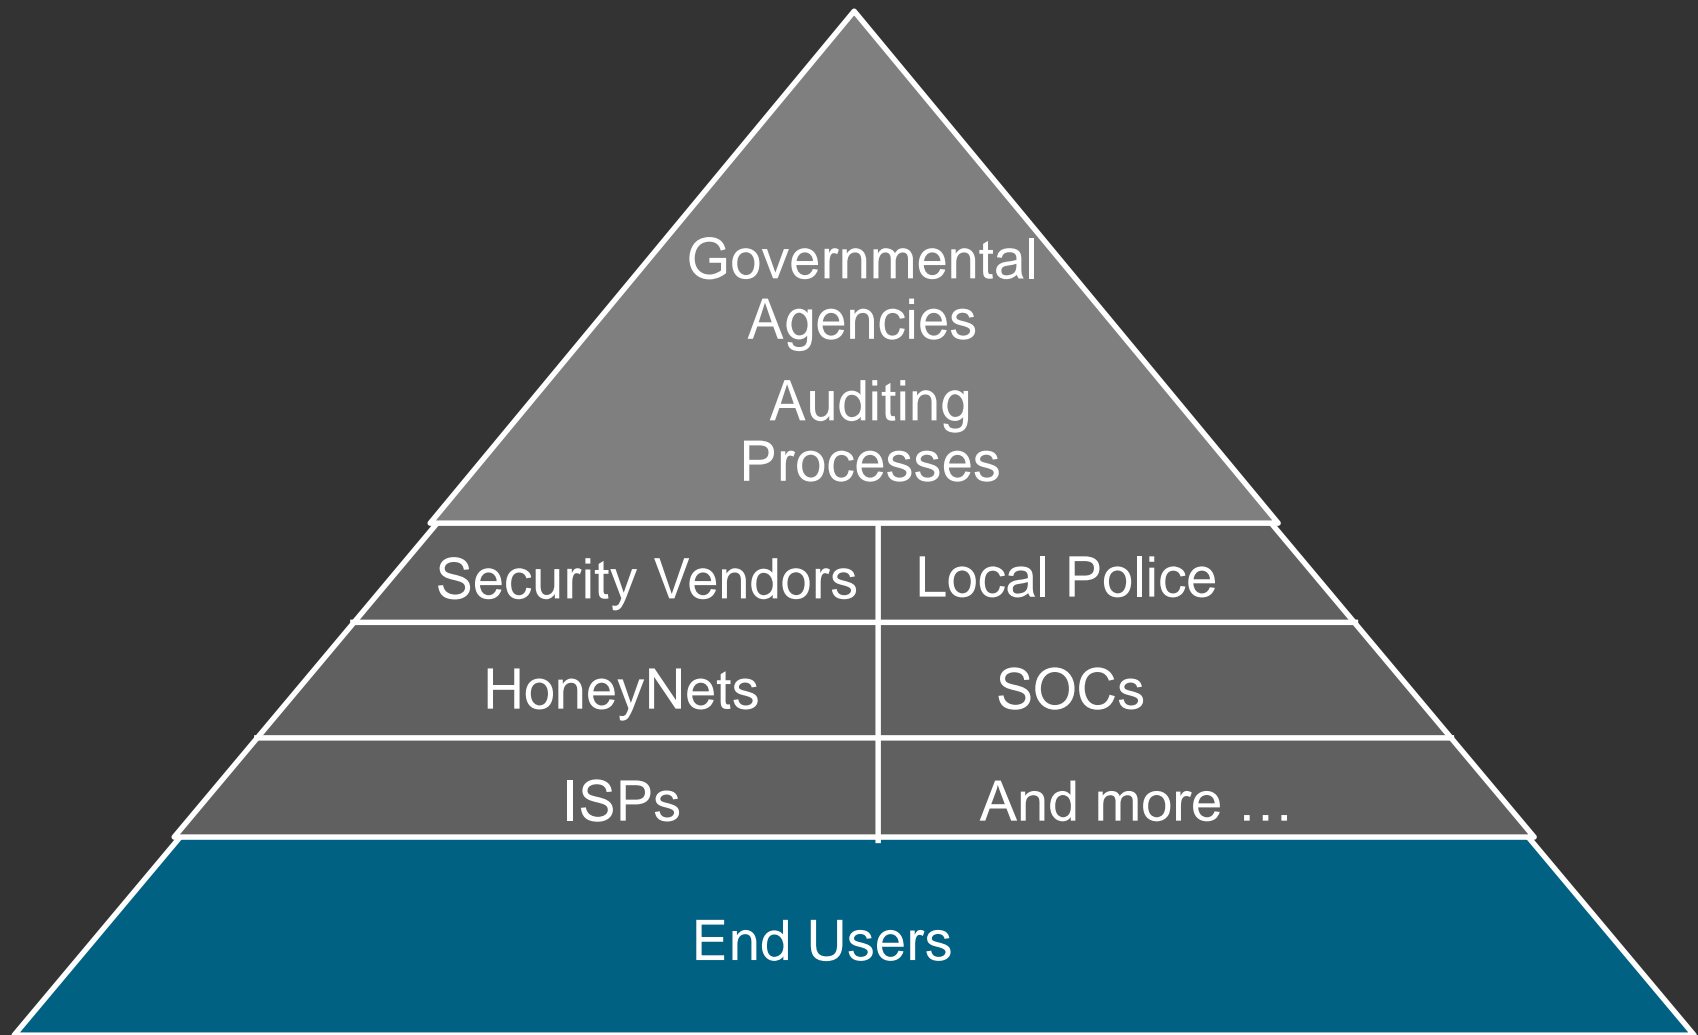 Governmental
Agencies
Auditing
Processes
Security Vendors
Local Police
HoneyNets
SOCs
ISPs
And more …
End Users